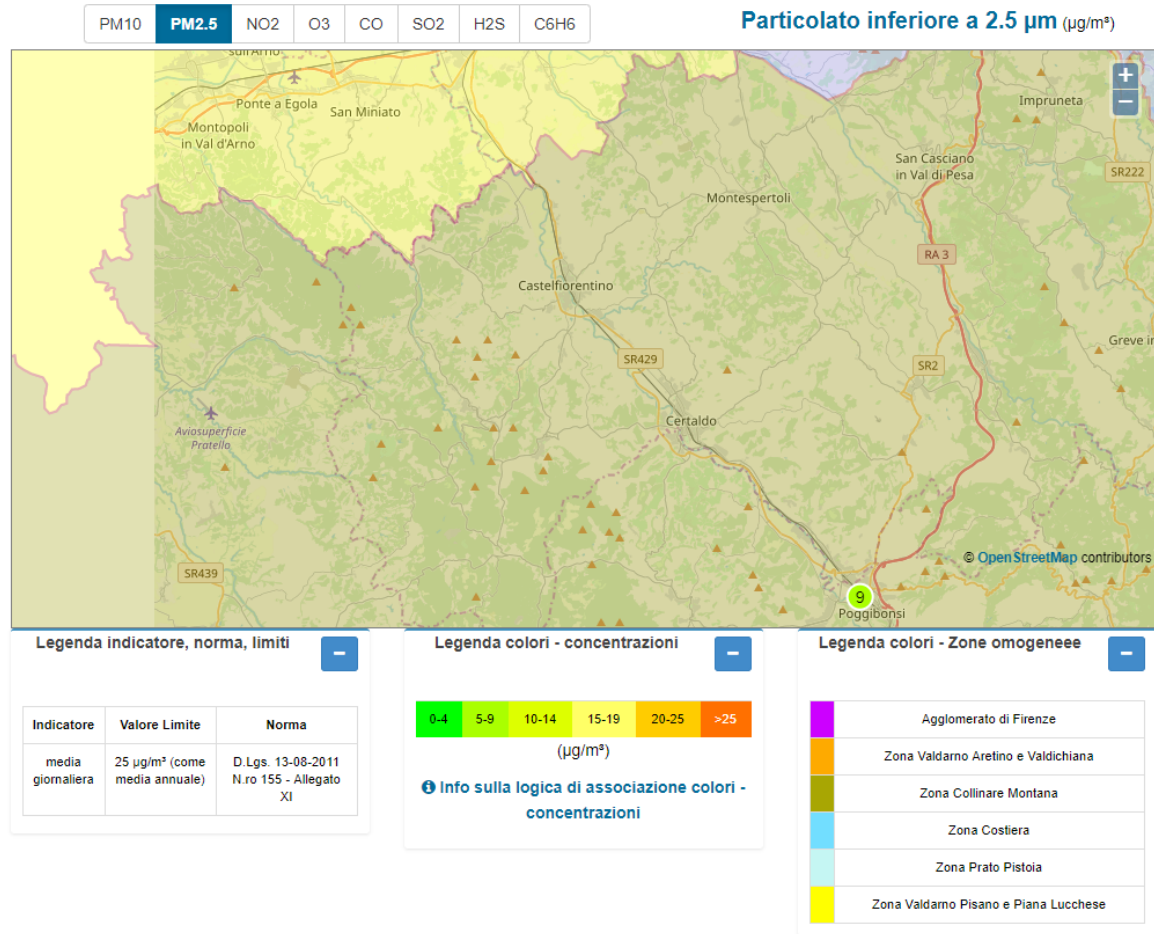 PM10 PM2.5 NO2 O3 CO SO2 H2S C6H6
Particolato inferiore a 2.5 µm (µg/m³)
+
−
Ponte a Egola
San Miniato
Montopoli
in Val d'Arno
Impruneta
San Casciano
in Val di Pesa
SR222
Montespertoli
RA 3
Castelfiorentino
Greve in
SR429
SR2
Certaldo
Aviosuperficie
Pratello
© OpenStreetMap contributors
SR439
9
Poggibonsi
Legenda indicatore, norma, limiti
−
Indicatore Valore Limite Norma
media giornaliera
25 µg/m³ (come media annuale)
D.Lgs. 13-08-2011 N.ro 155 - Allegato XI
Legenda colori - concentrazioni
−
0-4 5-9 10-14 15-19 20-25 >25
(µg/m³)
Info sulla logica di associazione colori -
concentrazioni
Legenda colori - Zone omogeneee
−
Agglomerato di Firenze
Zona Valdarno Aretino e Valdichiana
Zona Collinare Montana
Zona Costiera
Zona Prato Pistoia
Zona Valdarno Pisano e Piana Lucchese